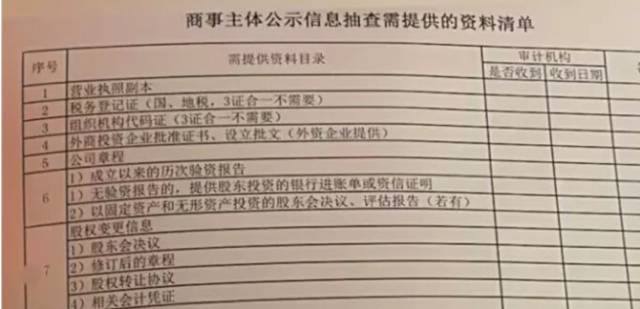 商事主体公示信息抽查需提供的资料清单
序号 需提供资料目录 审计机构
是否收到 收到日期
1 营业执照副本
2 税务登记证（国、地税，3证合一不需要）
3 组织机构代码证（3证合一不需要）
4 外商投资企业批准证书、设立批文（外资企业提供）
5 公司章程
6 1）成立以来的历次验资报告
1）无验资报告的，提供股东投资的银行进账单或资信证明
2）以固定资产和无形资产投资的股东会决议、评估报告（若有）
7 股权变更信息
1）股东会决议
2）修订后的章程
3）股权转让协议
4）相关会计凭证